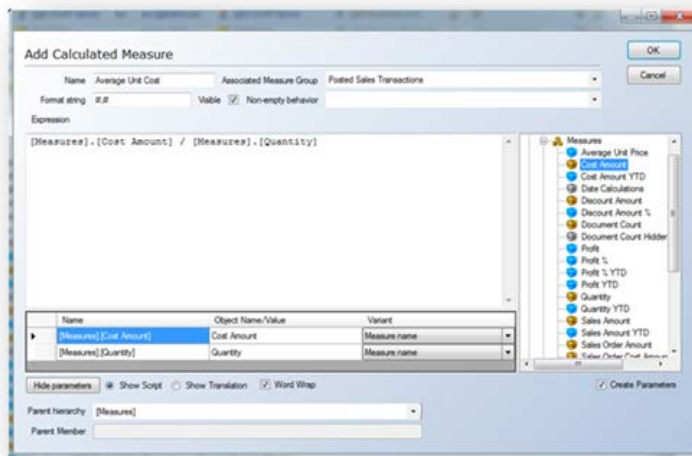 Add Calculated Measure
OK
Cancel
Name Average Unit Cost Associated Measure Group Posted Sales Transactions
Format string #,# Visible Non-empty behavior
Expression
[Measures].[Cost Amount] / [Measures].[Quantity]
Measures
Average Unit Price
Cost Amount
Cost Amount YTD
Date Calculations
Discount Amount
Discount Amount %
Document Count
Document Count Hidden
Profit
Profit %
Profit % YTD
Profit YTD
Quantity
Quantity YTD
Sales Amount
Sales Amount YTD
Sales Order Amount
Sales Order Cost Amoun
Name Object Name/Value Variant
[Measures].[Cost Amount] Cost Amount Measure name
[Measures].[Quantity] Quantity Measure name
Hide parameters Show Script Show Translation Word Wrap Create Parameters
Parent hierarchy [Measures]
Parent Member